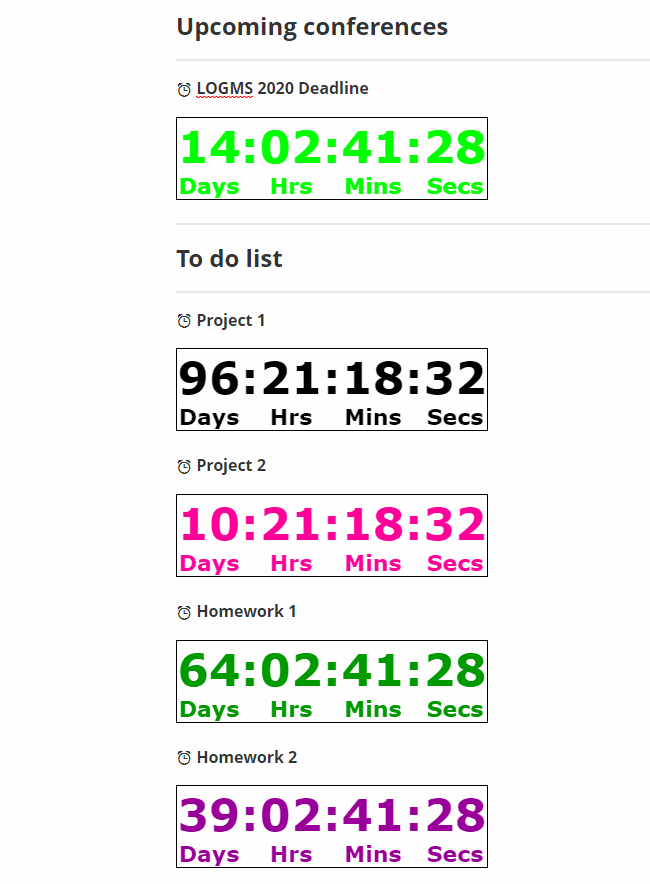 Upcoming conferences
LOGMS 2020 Deadline
14:02:41:28
Days Hrs Mins Secs
To do list
Project 1
96:21:18:32
Days Hrs Mins Secs
Project 2
10:21:18:32
Days Hrs Mins Secs
Homework 1
64:02:41:28
Days Hrs Mins Secs
Homework 2
39:02:41:28
Days Hrs Mins Secs